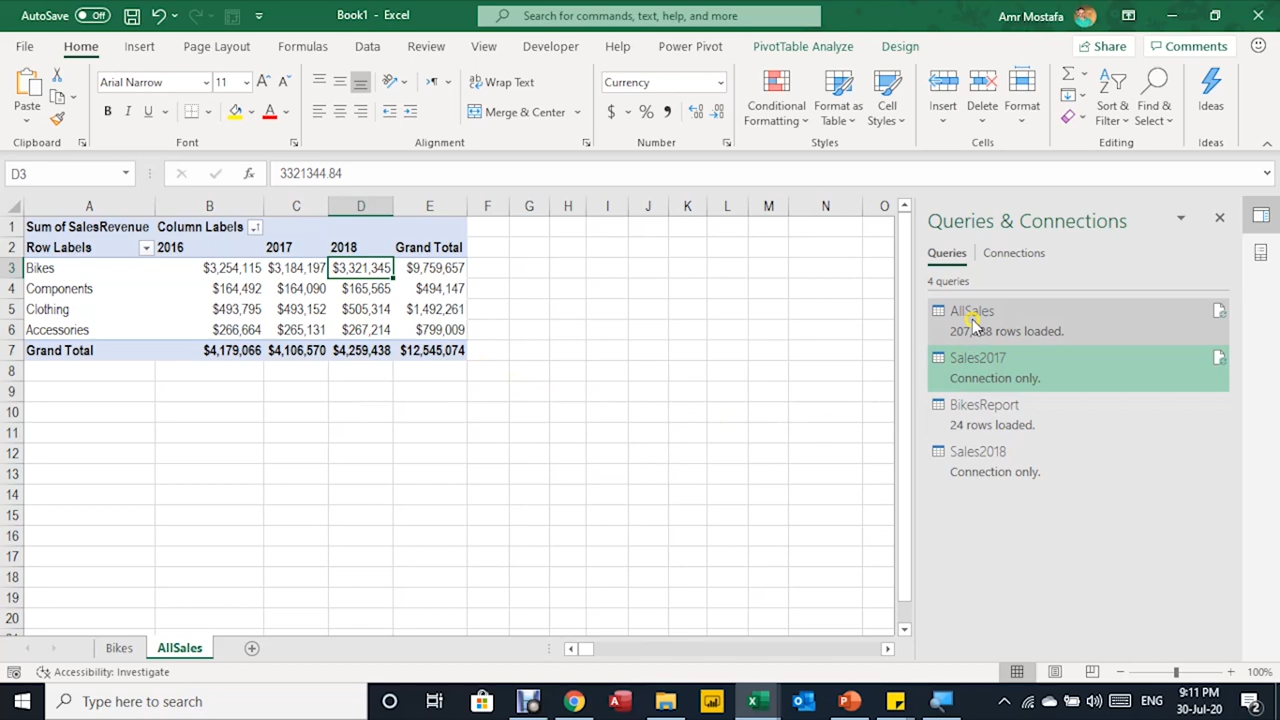 AutoSave Off Book1 - Excel Search for commands, text, help, and more Amr Mostafa
File Home Insert Draw Page Layout Formulas Data Review View Developer Help Power Pivot PivotTable Analyze Design Share Comments
Arial Narrow 11 Wrap Text Currency
Paste B I U A Merge & Center $ % Conditional Formatting Format as Table Cell Styles Insert Delete Format Sort & Filter Find & Select Ideas
Clipboard Font Alignment Number Styles Cells Editing Ideas
D3 fx 3321344.84
A B C D E F G H I J K L M N O
1 Sum of SalesRevenue Column Labels
2 Row Labels 2016 2017 2018 Grand Total
3 Bikes $3,254,115 $3,184,197 $3,321,345 $9,759,657
4 Components $164,492 $164,090 $165,565 $494,147
5 Clothing $493,795 $493,152 $505,314 $1,492,261
6 Accessories $266,664 $265,131 $267,214 $799,009
7 Grand Total $4,179,066 $4,106,570 $4,259,438 $12,545,074
8
9
10
11
12
13
14
15
16
17
18
19
20
Queries & Connections
Queries Connections
4 queries
AllSales
rows loaded.
Sales2017
Connection only.
BikesReport
24 rows loaded.
Sales2018
Connection only.
Bikes AllSales
Accessibility: Investigate 100%
Type here to search ENG 9:11 PM
30-Jul-20 2